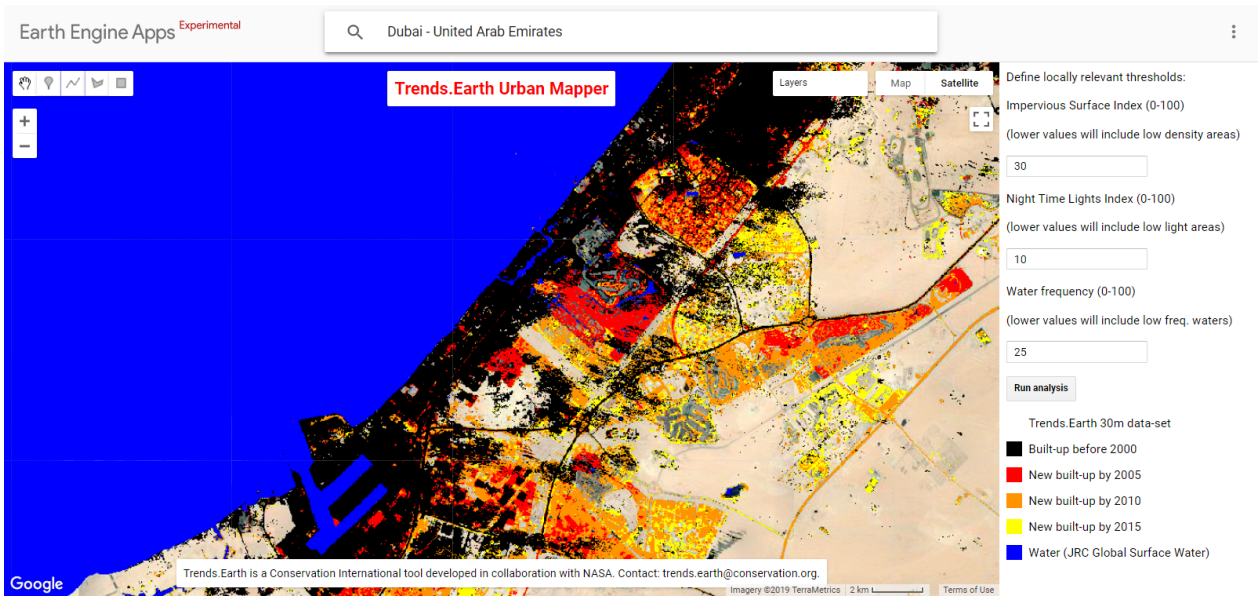 Earth Engine Apps Experimental
Dubai - United Arab Emirates
Trends.Earth Urban Mapper
Layers
Map
Satellite
Define locally relevant thresholds:
Impervious Surface Index (0-100)
(lower values will include low density areas)
30
Night Time Lights Index (0-100)
(lower values will include low light areas)
10
Water frequency (0-100)
(lower values will include low freq. waters)
25
Run analysis
Trends.Earth 30m data-set
Built-up before 2000
New built-up by 2005
New built-up by 2010
New built-up by 2015
Water (JRC Global Surface Water)
Trends.Earth is a Conservation International tool developed in collaboration with NASA. Contact: trends.earth@conservation.org.
Google
Imagery ©2019 TerraMetrics
2 km
Terms of Use